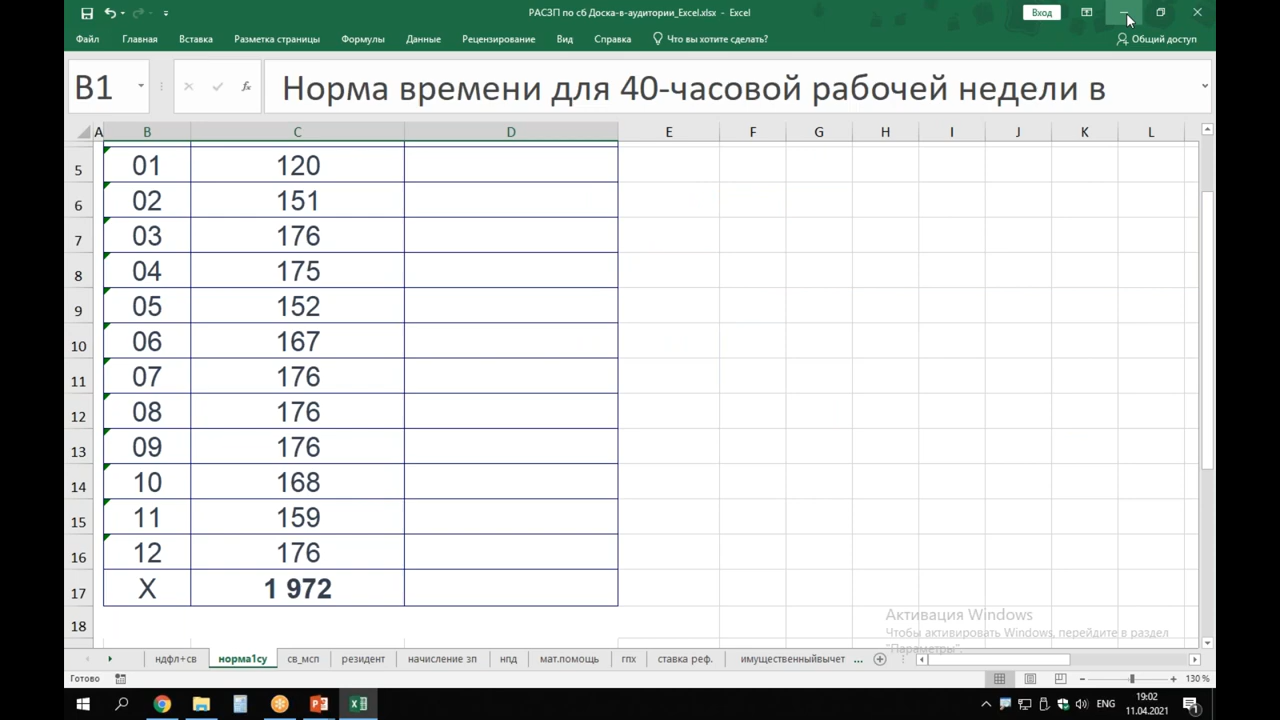 РАСЗП по сб Доска-в-аудитории_Excel.xlsx - Excel
Вход
Файл Главная Вставка Разметка страницы Формулы Данные Рецензирование Вид Справка Что вы хотите сделать? Общий доступ
B1 fx Норма времени для 40-часовой рабочей недели в
A B C D E F G H I J K L
5 01 120
6 02 151
7 03 176
8 04 175
9 05 152
10 06 167
11 07 176
12 08 176
13 09 176
14 10 168
15 11 159
16 12 176
17 X 1 972
18
Активация Windows
Чтобы активировать Windows, перейдите в раздел
"Параметры".
ндфл+св норма1су св_мсп резидент начисление зп нпд мат.помощь гпх ставка реф. имущественныйвычет ...
Готово 130 %
ENG 19:02
11.04.2021 1